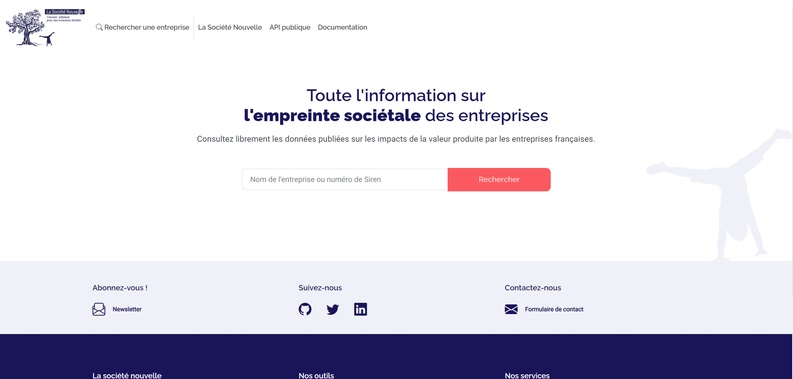 La Société Nouvelle
Rechercher une entreprise
La Société Nouvelle
API publique
Documentation
Toute l'information sur
l'empreinte sociétale des entreprises
Consultez librement les données publiées sur les impacts de la valeur produite par les entreprises françaises.
Nom de l'entreprise ou numéro de Siren
Rechercher
Abonnez-vous !
Suivez-nous
Contactez-nous
Newsletter
Formulaire de contact
La société nouvelle
Nos outils
Nos services